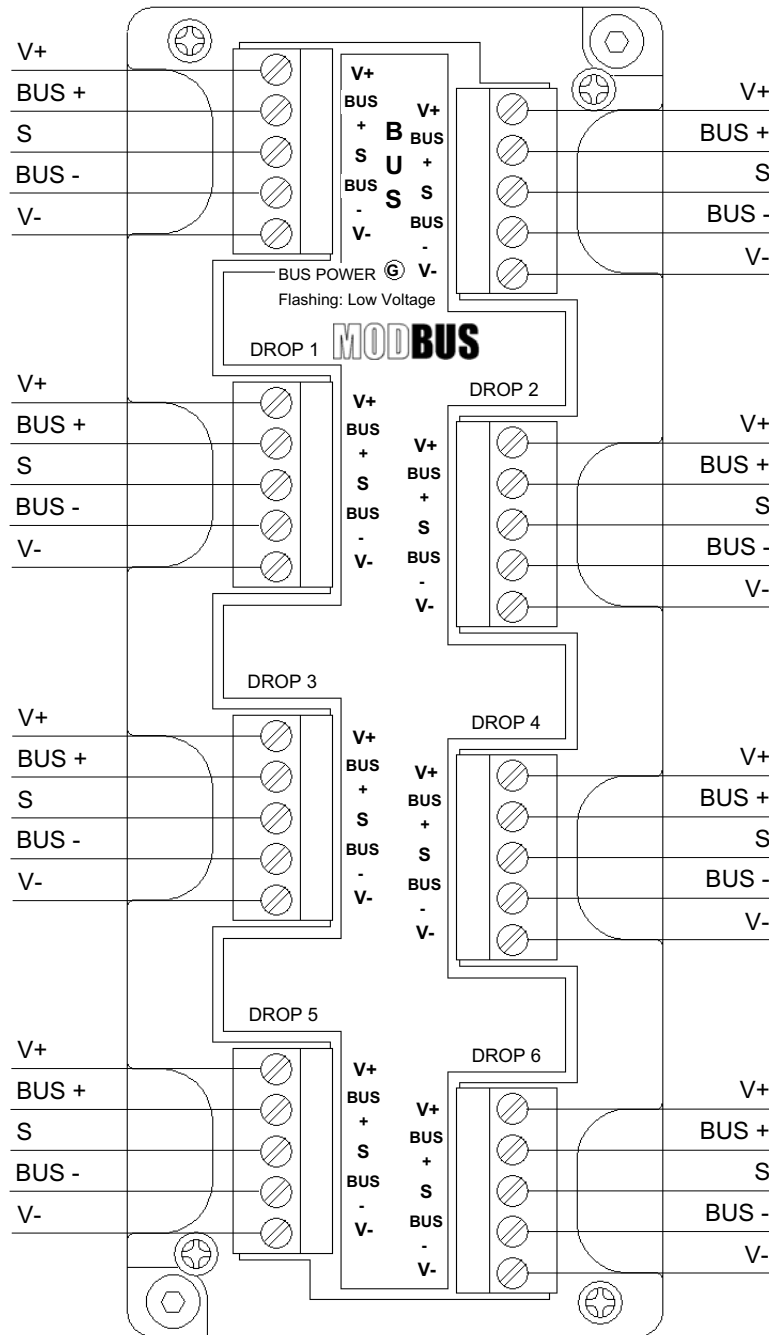 V+
BUS +
S
BUS -
V-
V+
BUS
+
S
BUS
-
V-
B
U
S
V+
BUS
+
S
BUS
-
V-
V+
BUS +
S
BUS -
V-
BUS POWER G
Flashing: Low Voltage
MODBUS
DROP 1
V+
BUS +
S
BUS -
V-
V+
BUS
+
S
BUS
-
V-
DROP 2
V+
BUS
+
S
BUS
-
V-
V+
BUS +
S
BUS -
V-
DROP 3
V+
BUS +
S
BUS -
V-
V+
BUS
+
S
BUS
-
V-
DROP 4
V+
BUS
+
S
BUS
-
V-
V+
BUS +
S
BUS -
V-
DROP 5
V+
BUS +
S
BUS -
V-
V+
BUS
+
S
BUS
-
V-
DROP 6
V+
BUS
+
S
BUS
-
V-
V+
BUS +
S
BUS -
V-